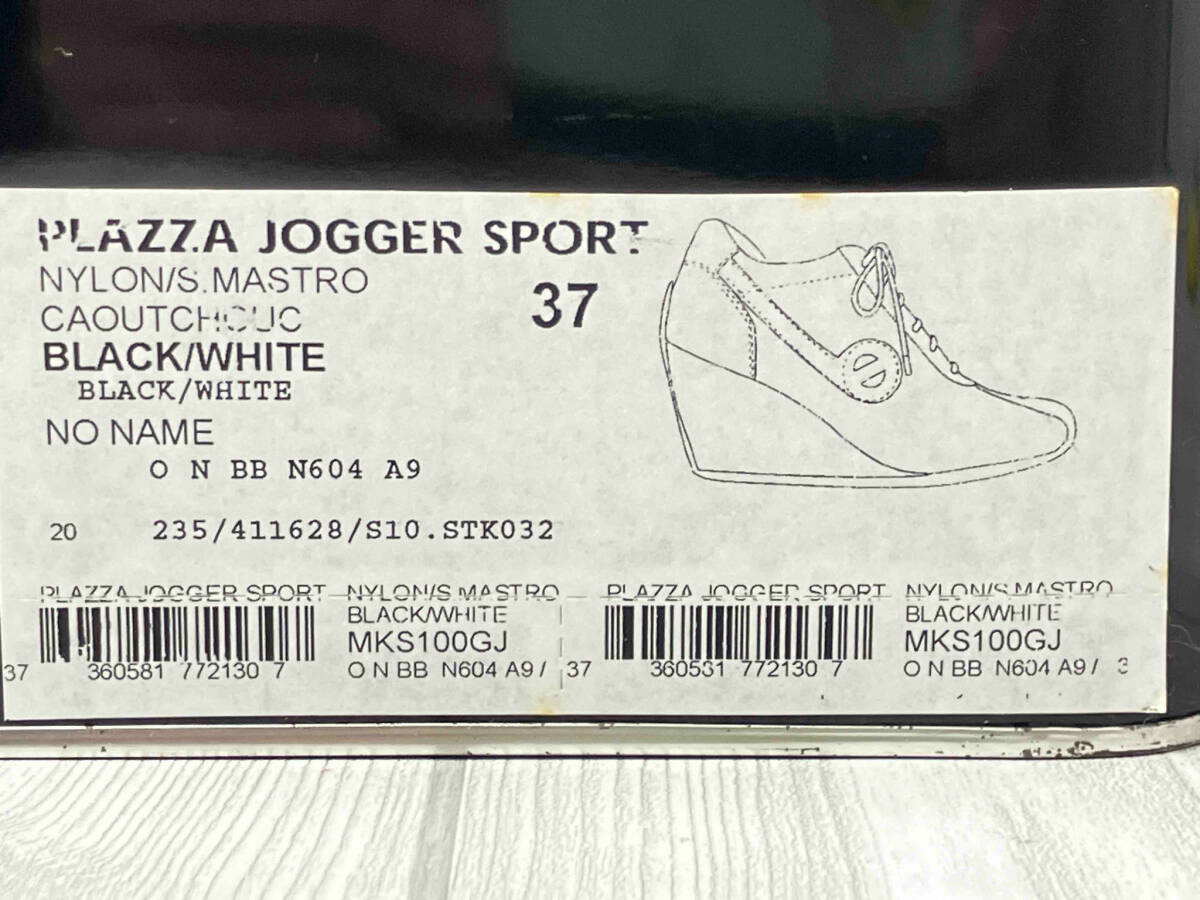 PLAZZA JOGGER SPORT
NYLON/S.MASTRO
37
CAOUTCHOUC
BLACK/WHITE
BLACK/WHITE
NO NAME
O N BB N604 A9
20 235/411628/S10.STK032
PLAZZA JOGGER SPORT NYLON/S.MASTRO
BLACK/WHITE
MKS100GJ
37 360581 772130 7 O N BB N604 A9 /
PLAZZA JOGGER SPORT NYLON/S.MASTRO
BLACK/WHITE
MKS100GJ
37 360581 772130 7 O N BB N604 A9 /